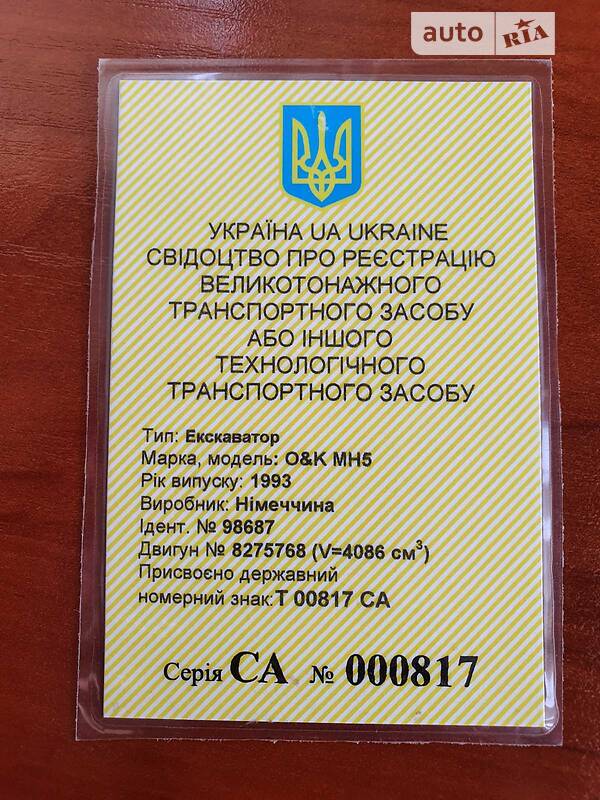 auto RIA
УКРАЇНА UA UKRAINE
СВІДОЦТВО ПРО РЕЄСТРАЦІЮ
ВЕЛИКОТОНАЖНОГО
ТРАНСПОРТНОГО ЗАСОБУ
АБО ІНШОГО
ТЕХНОЛОГІЧНОГО
ТРАНСПОРТНОГО ЗАСОБУ
Тип: Екскаватор
Марка, модель: O&K MH5
Рік випуску: 1993
Виробник: Німеччина
Ідент. № 98687
Двигун № 8275768 (V=4086 см³)
Присвоєно державний
номерний знак:Т 00817 СА
Серія СА № 000817